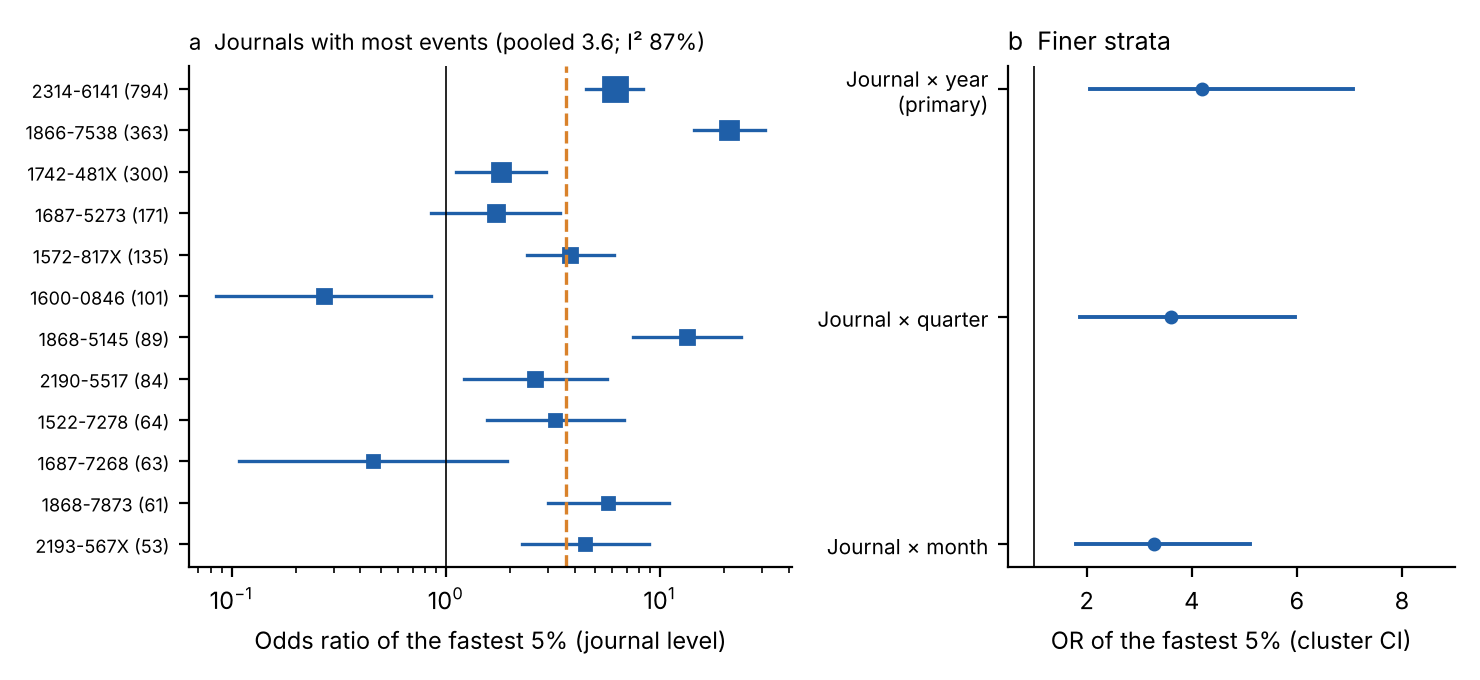 a Journals with most events (pooled 3.6; I² 87%)
2314-6141 (794)
1866-7538 (363)
1742-481X (300)
1687-5273 (171)
1572-817X (135)
1600-0846 (101)
1868-5145 (89)
2190-5517 (84)
1522-7278 (64)
1687-7268 (63)
1868-7873 (61)
2193-567X (53)
10⁻¹ 10⁰ 10¹
Odds ratio of the fastest 5% (journal level)
b Finer strata
Journal × year
(primary)
Journal × quarter
Journal × month
2 4 6 8
OR of the fastest 5% (cluster CI)